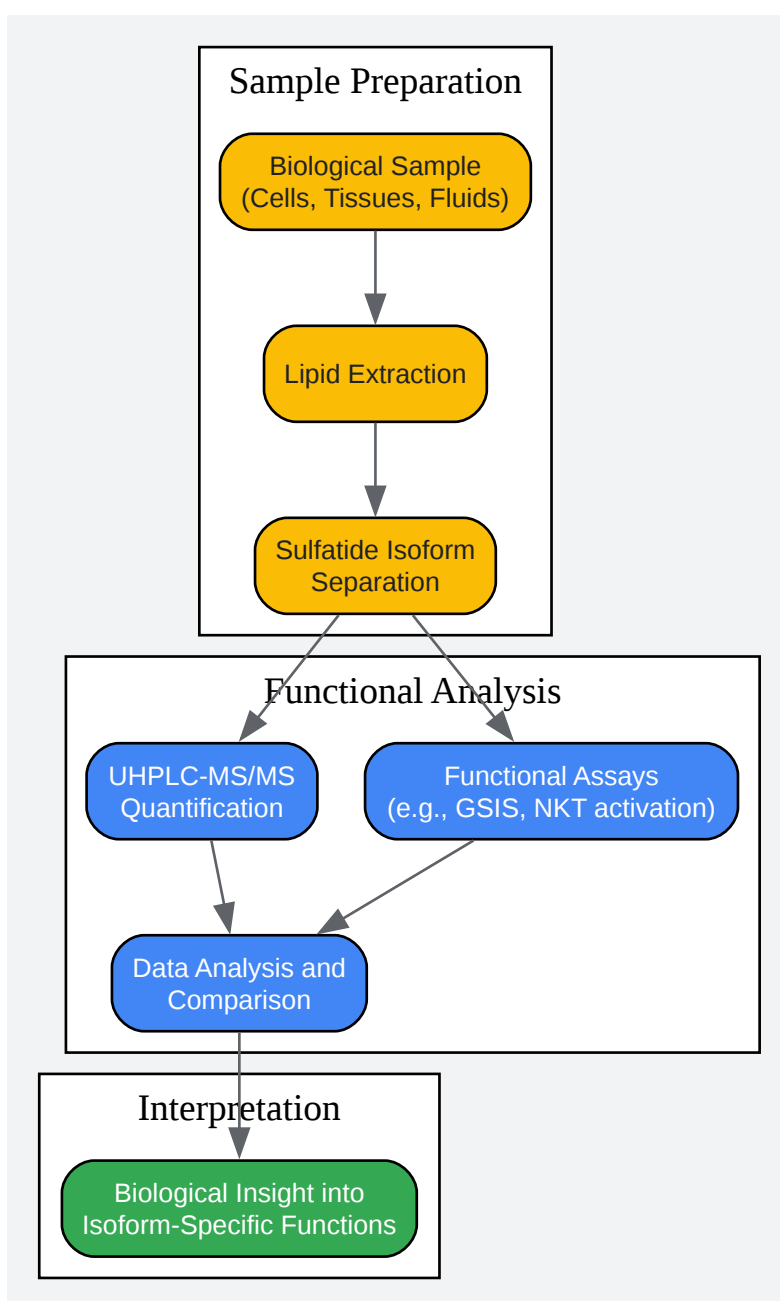 Sample Preparation
Biological Sample
(Cells, Tissues, Fluids)
Lipid Extraction
Sulfatide Isoform
Separation
Functional Analysis
UHPLC-MS/MS
Quantification
Functional Assays
(e.g., GSIS, NKT activation)
Data Analysis and
Comparison
Interpretation
Biological Insight into
Isoform-Specific Functions